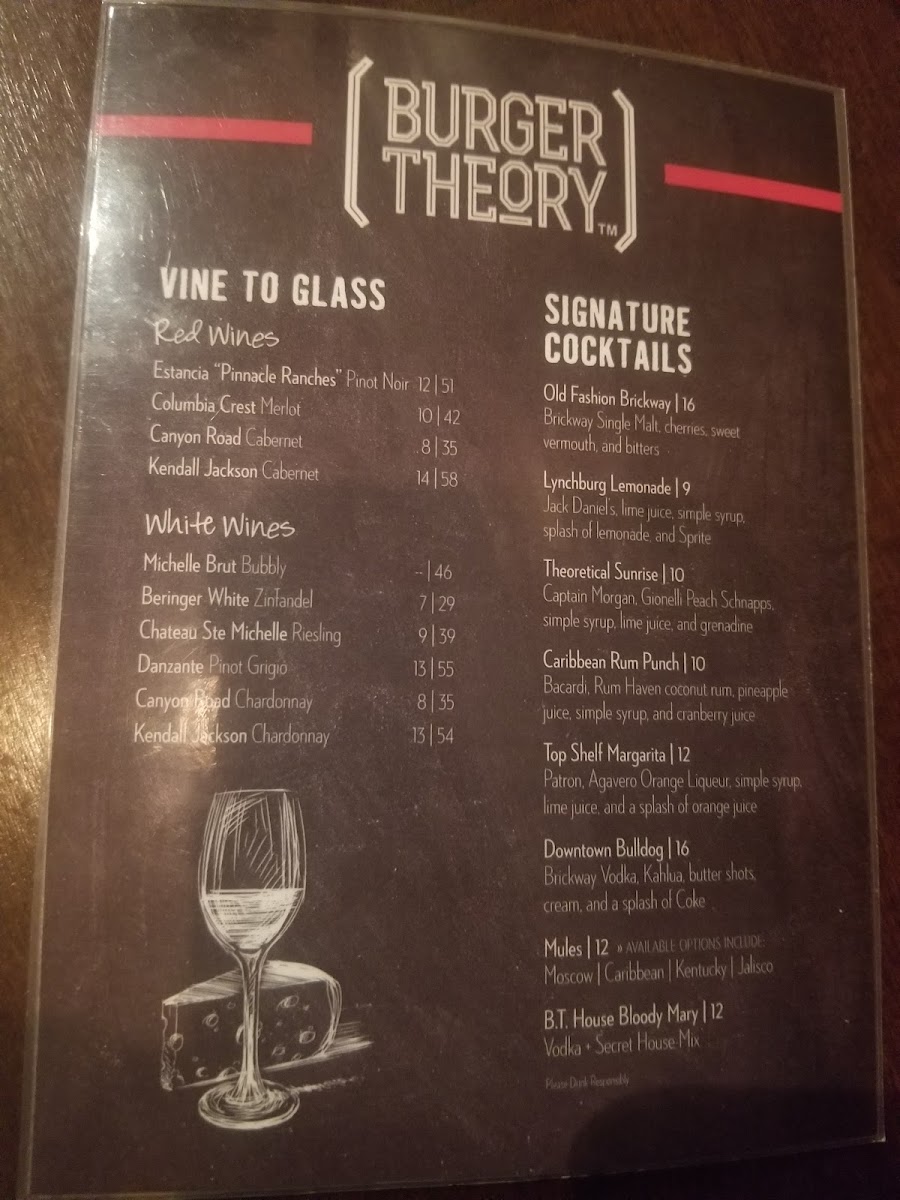 BURGER
THEORY™
VINE TO GLASS
Red Wines
Estancia “Pinnacle Ranches” Pinot Noir 12|51
Columbia Crest Merlot 10|42
Canyon Road Cabernet 8|35
Kendall Jackson Cabernet 14|58
White Wines
Michelle Brut Bubbly --|46
Beringer White Zinfandel 7|29
Chateau Ste Michelle Riesling 9|39
Danzante Pinot Grigio 13|55
Canyon Road Chardonnay 8|35
Kendall Jackson Chardonnay 13|54
SIGNATURE
COCKTAILS
Old Fashion Brickway|16
Brickway Single Malt, cherries, sweet
vermouth, and bitters
Lynchburg Lemonade|9
Jack Daniel's, lime juice, simple syrup,
splash of lemonade, and Sprite
Theoretical Sunrise|10
Captain Morgan, Gionelli Peach Schnapps,
simple syrup, lime juice, and grenadine
Caribbean Rum Punch|10
Bacardi, Rum Haven coconut rum, pineapple
juice, simple syrup, and cranberry juice
Top Shelf Margarita|12
Patron, Agavero Orange Liqueur, simple syrup,
lime juice, and a splash of orange juice
Downtown Bulldog|16
Brickway Vodka, Kahlua, butter shots,
cream, and a splash of Coke
Mules|12 » AVAILABLE OPTIONS INCLUDE:
Moscow|Caribbean|Kentucky|Jalisco
B.T. House Bloody Mary|12
Vodka + Secret House Mix
Please Drink Responsibly